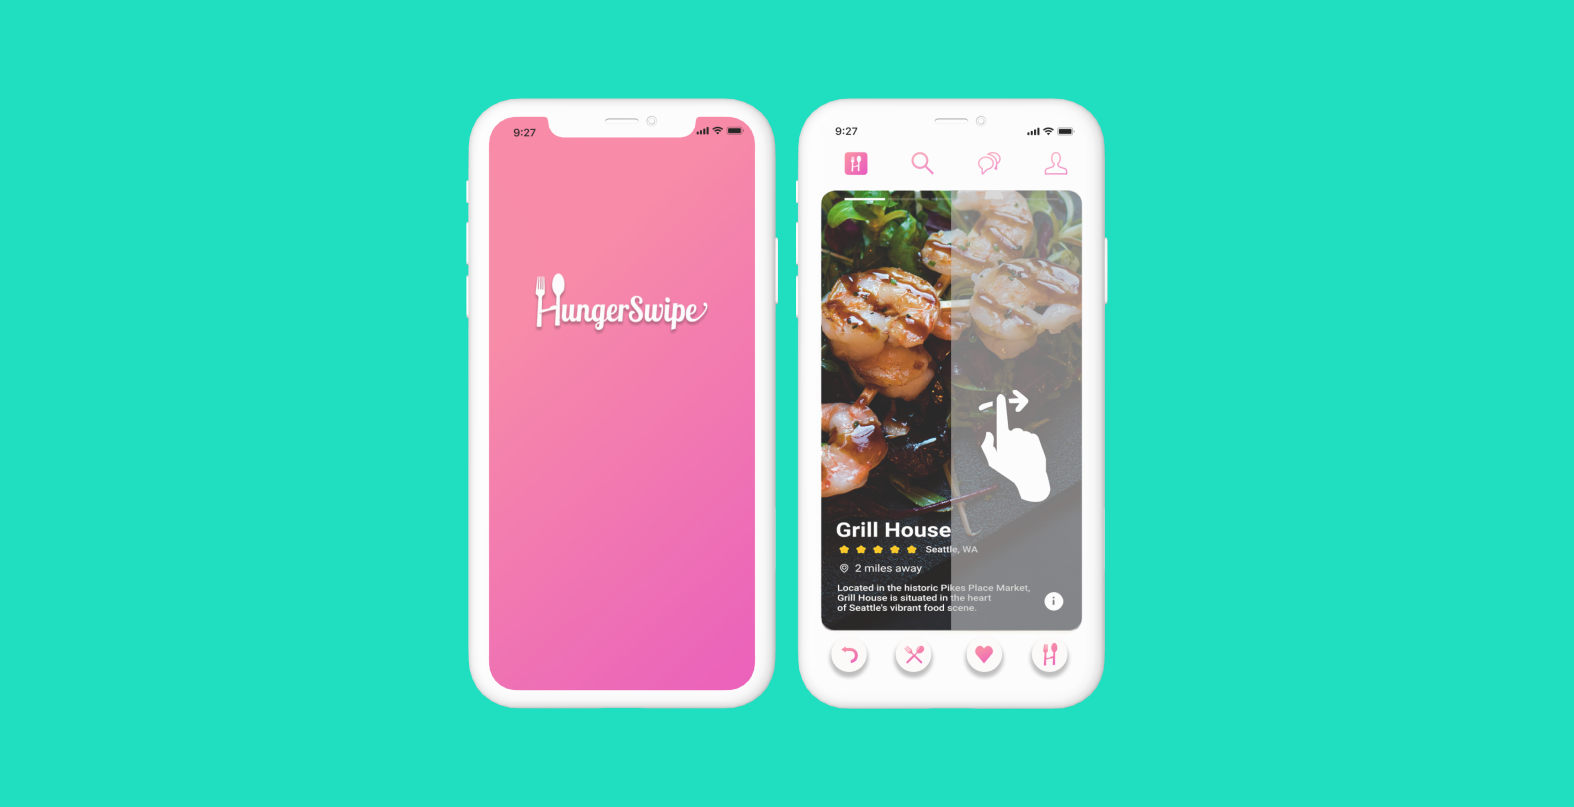 9:27
HungerSwipe
9:27
Grill House
Seattle, WA
2 miles away
Located in the historic Pikes Place Market,
Grill House is situated in the heart
of Seattle's vibrant food scene.